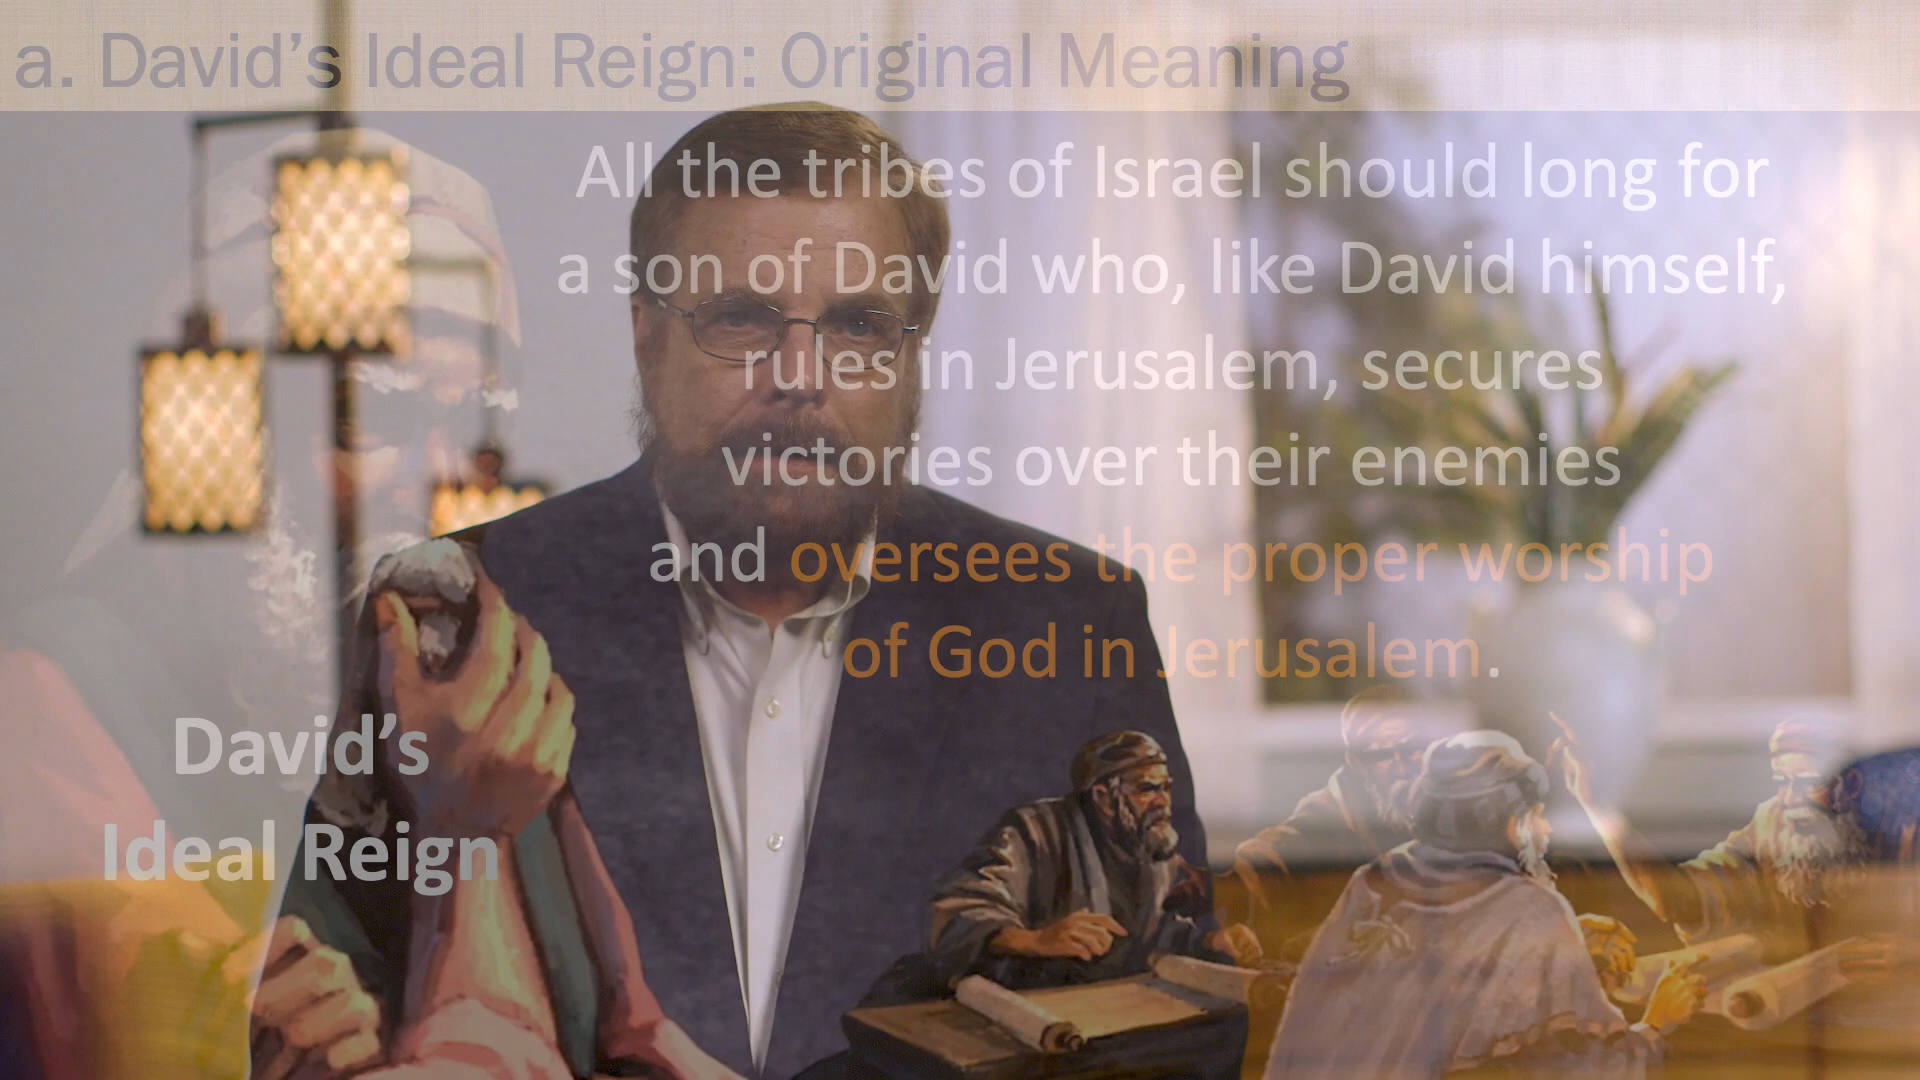 a. David’s Ideal Reign: Original Meaning
All the tribes of Israel should long for
a son of David who, like David himself,
rules in Jerusalem, secures
victories over their enemies
and oversees the proper worship
of God in Jerusalem.
David’s
Ideal Reign